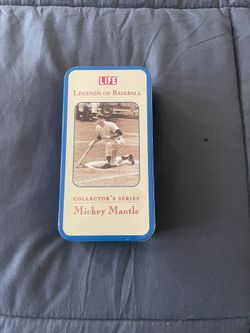 LIFE
LEGENDS OF BASEBALL
COLLECTOR'S SERIES
Mickey Mantle